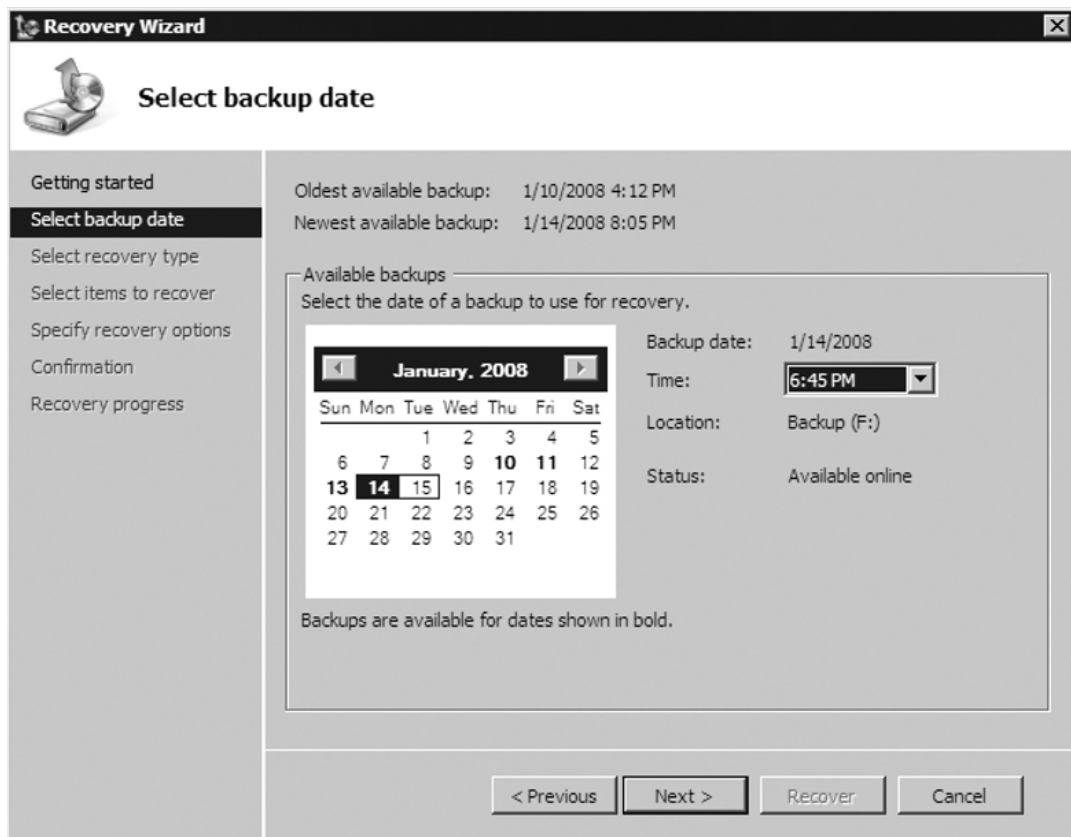 Recovery Wizard
Select backup date
Getting started
Select backup date
Select recovery type
Select items to recover
Specify recovery options
Confirmation
Recovery progress
Oldest available backup: 1/10/2008 4:12 PM
Newest available backup: 1/14/2008 8:05 PM
Available backups
Select the date of a backup to use for recovery.
January, 2008
Sun Mon Tue Wed Thu Fri Sat
1 2 3 4 5
6 7 8 9 10 11 12
13 14 15 16 17 18 19
20 21 22 23 24 25 26
27 28 29 30 31
Backup date: 1/14/2008
Time: 6:45 PM
Location: Backup (F:)
Status: Available online
Backups are available for dates shown in bold.
< Previous Next > Recover Cancel